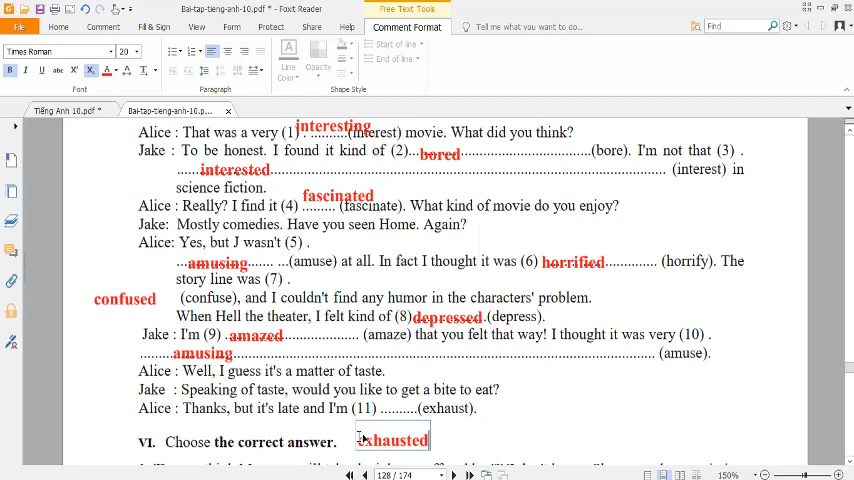 Bai-tap-tieng-anh-10.pdf * - Foxit Reader
Free Text Tools
File
Home
Comment
Fill & Sign
View
Form
Protect
Share
Help
Comment Format
Tell me what you want to do...
Find
Times Roman
20
Start of line
End of line
Line Color
Fill
Font
Paragraph
Shape Style
Tiếng Anh 10.pdf *
Bai-tap-tieng-anh-10.p...
Alice : That was a very (1) . interesting ..........(interest) movie. What did you think?
Jake : To be honest. I found it kind of (2)...bored...................................(bore). I'm not that (3) .
......interested.................................................................................................... (interest) in
science fiction.
fascinated
Alice : Really? I find it (4) ......... (fascinate). What kind of movie do you enjoy?
Jake: Mostly comedies. Have you seen Home. Again?
Alice: Yes, but J wasn't (5) .
...amusing....... ...(amuse) at all. In fact I thought it was (6) horrified.............. (horrify). The
story line was (7) .
confused (confuse), and I couldn't find any humor in the characters' problem.
When Hell the theater, I felt kind of (8)depressed..(depress).
Jake : I'm (9) .amazed................... (amaze) that you felt that way! I thought it was very (10) .
.........amusing......................................................................................................... (amuse).
Alice : Well, I guess it's a matter of taste.
Jake : Speaking of taste, would you like to get a bite to eat?
Alice : Thanks, but it's late and I'm (11) ..........(exhaust).
VI. Choose the correct answer. exhausted
128 / 174
150%